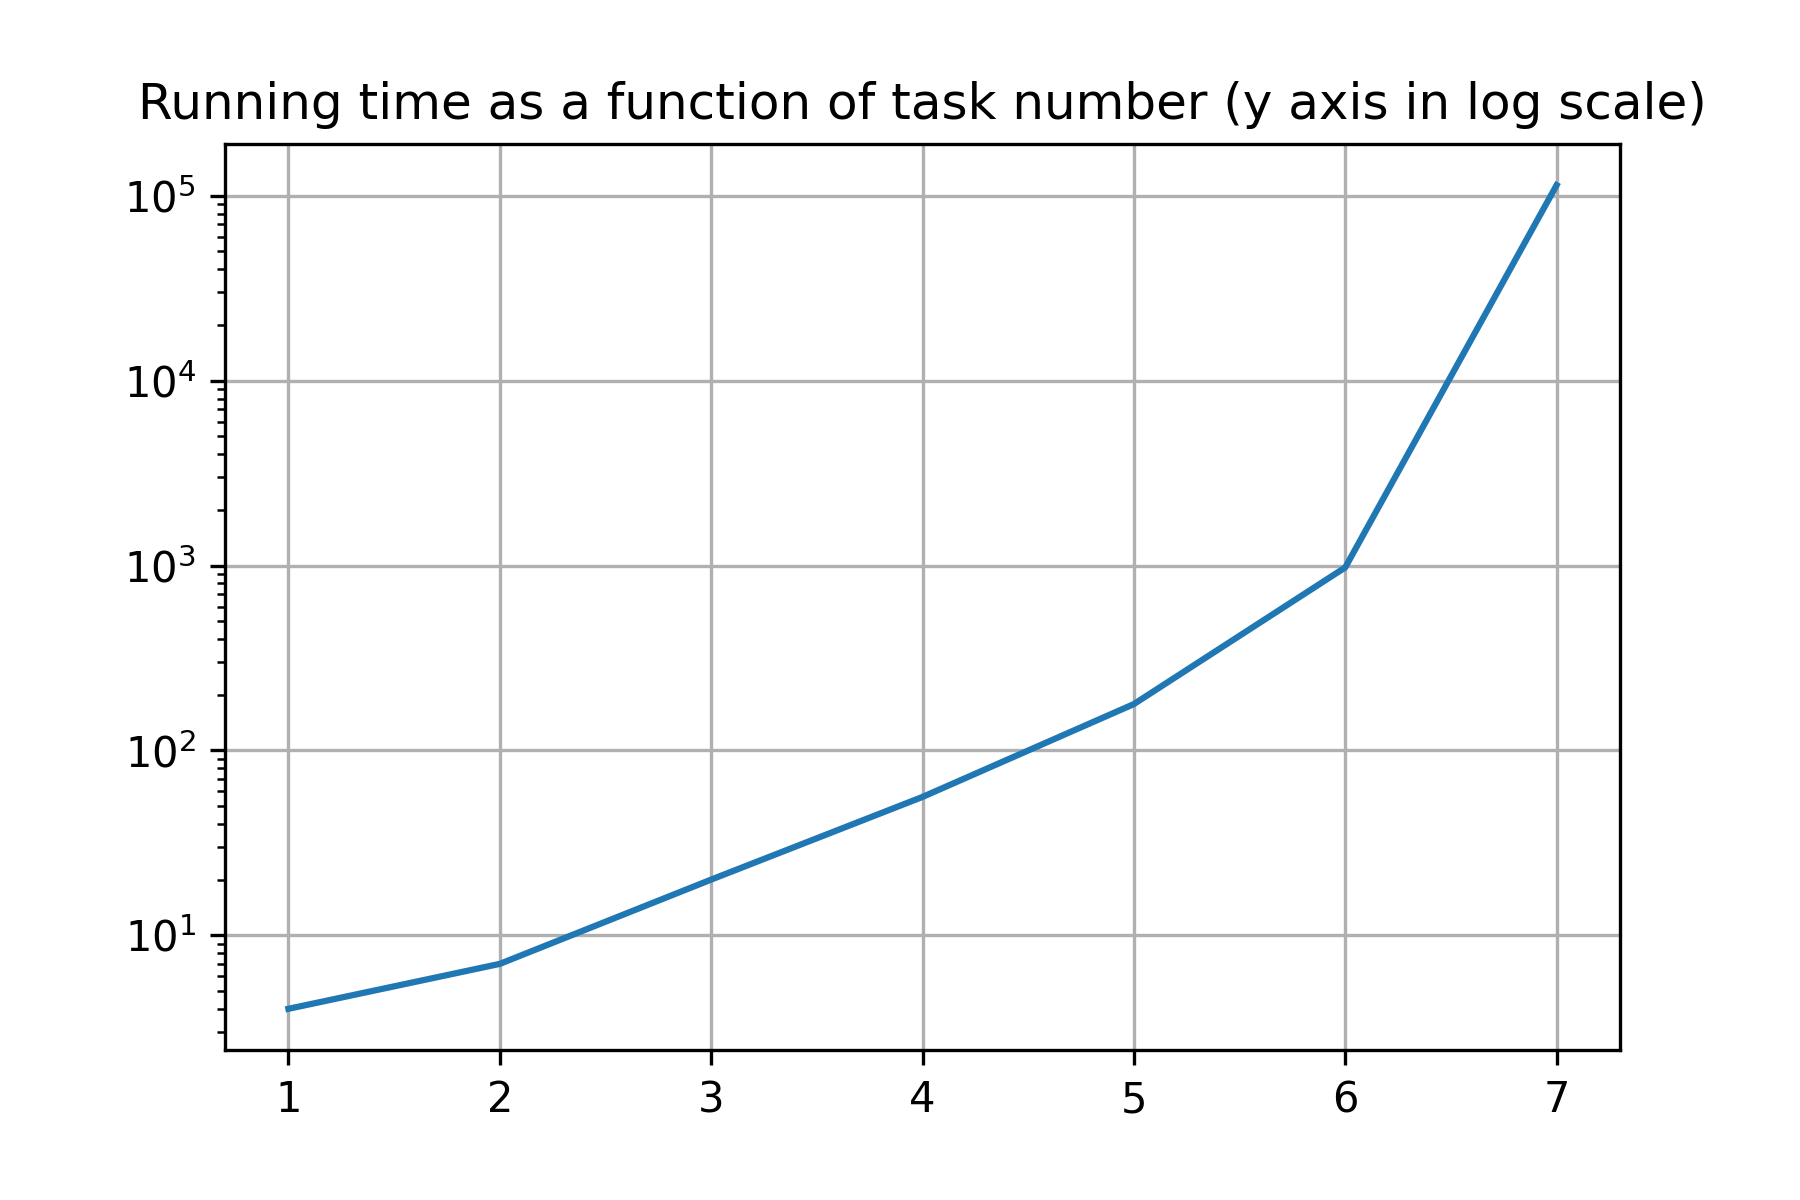 Running time as a function of task number (y axis in log scale)
10⁵
10⁴
10³
10²
10¹
1 2 3 4 5 6 7